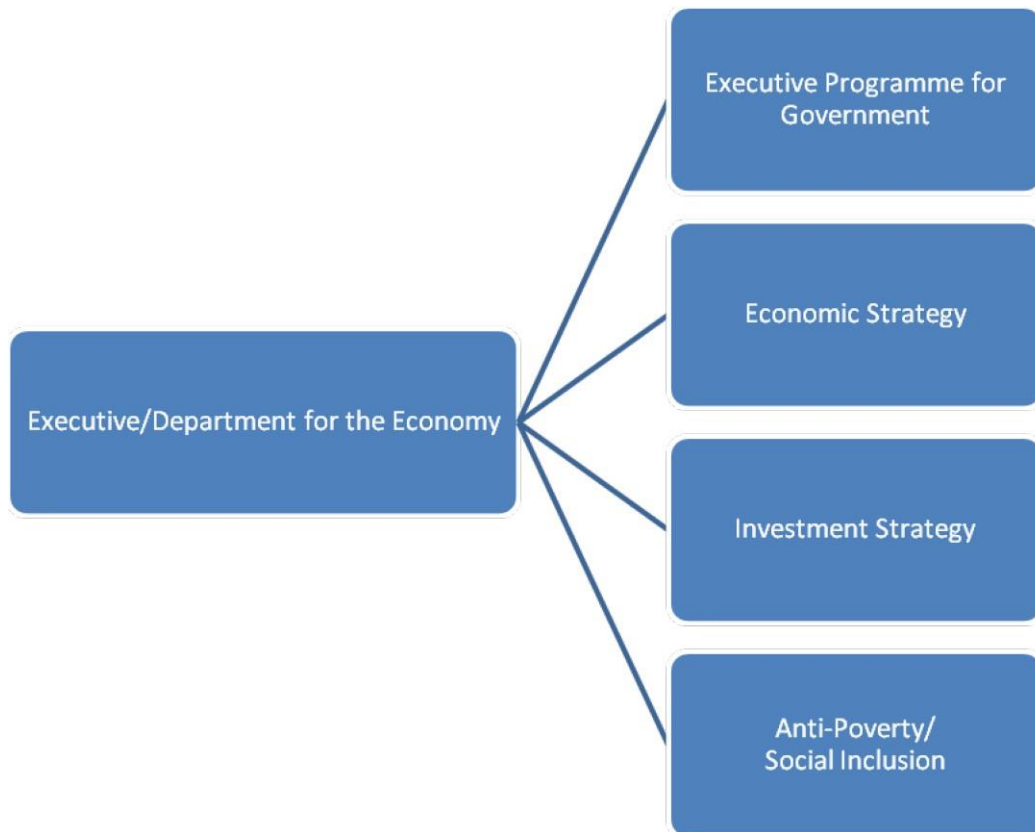 Executive Programme for
Government
Economic Strategy
Executive/Department for the Economy
Investment Strategy
Anti-Poverty/
Social Inclusion